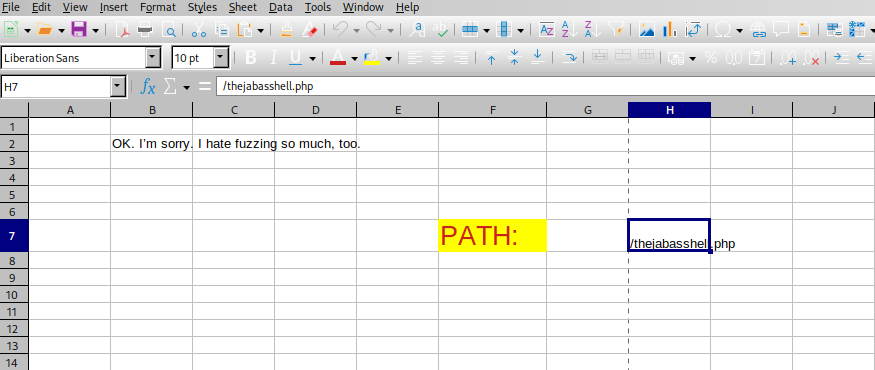 File Edit View Insert Format Styles Sheet Data Tools Window Help
Liberation Sans 10 pt B I U A
H7 fx Σ = /thejabasshell.php
A B C D E F G H I J
1
2 OK. I'm sorry. I hate fuzzing so much, too.
3
4
5
6
7 PATH: /thejabasshell.php
8
9
10
11
12
13
14